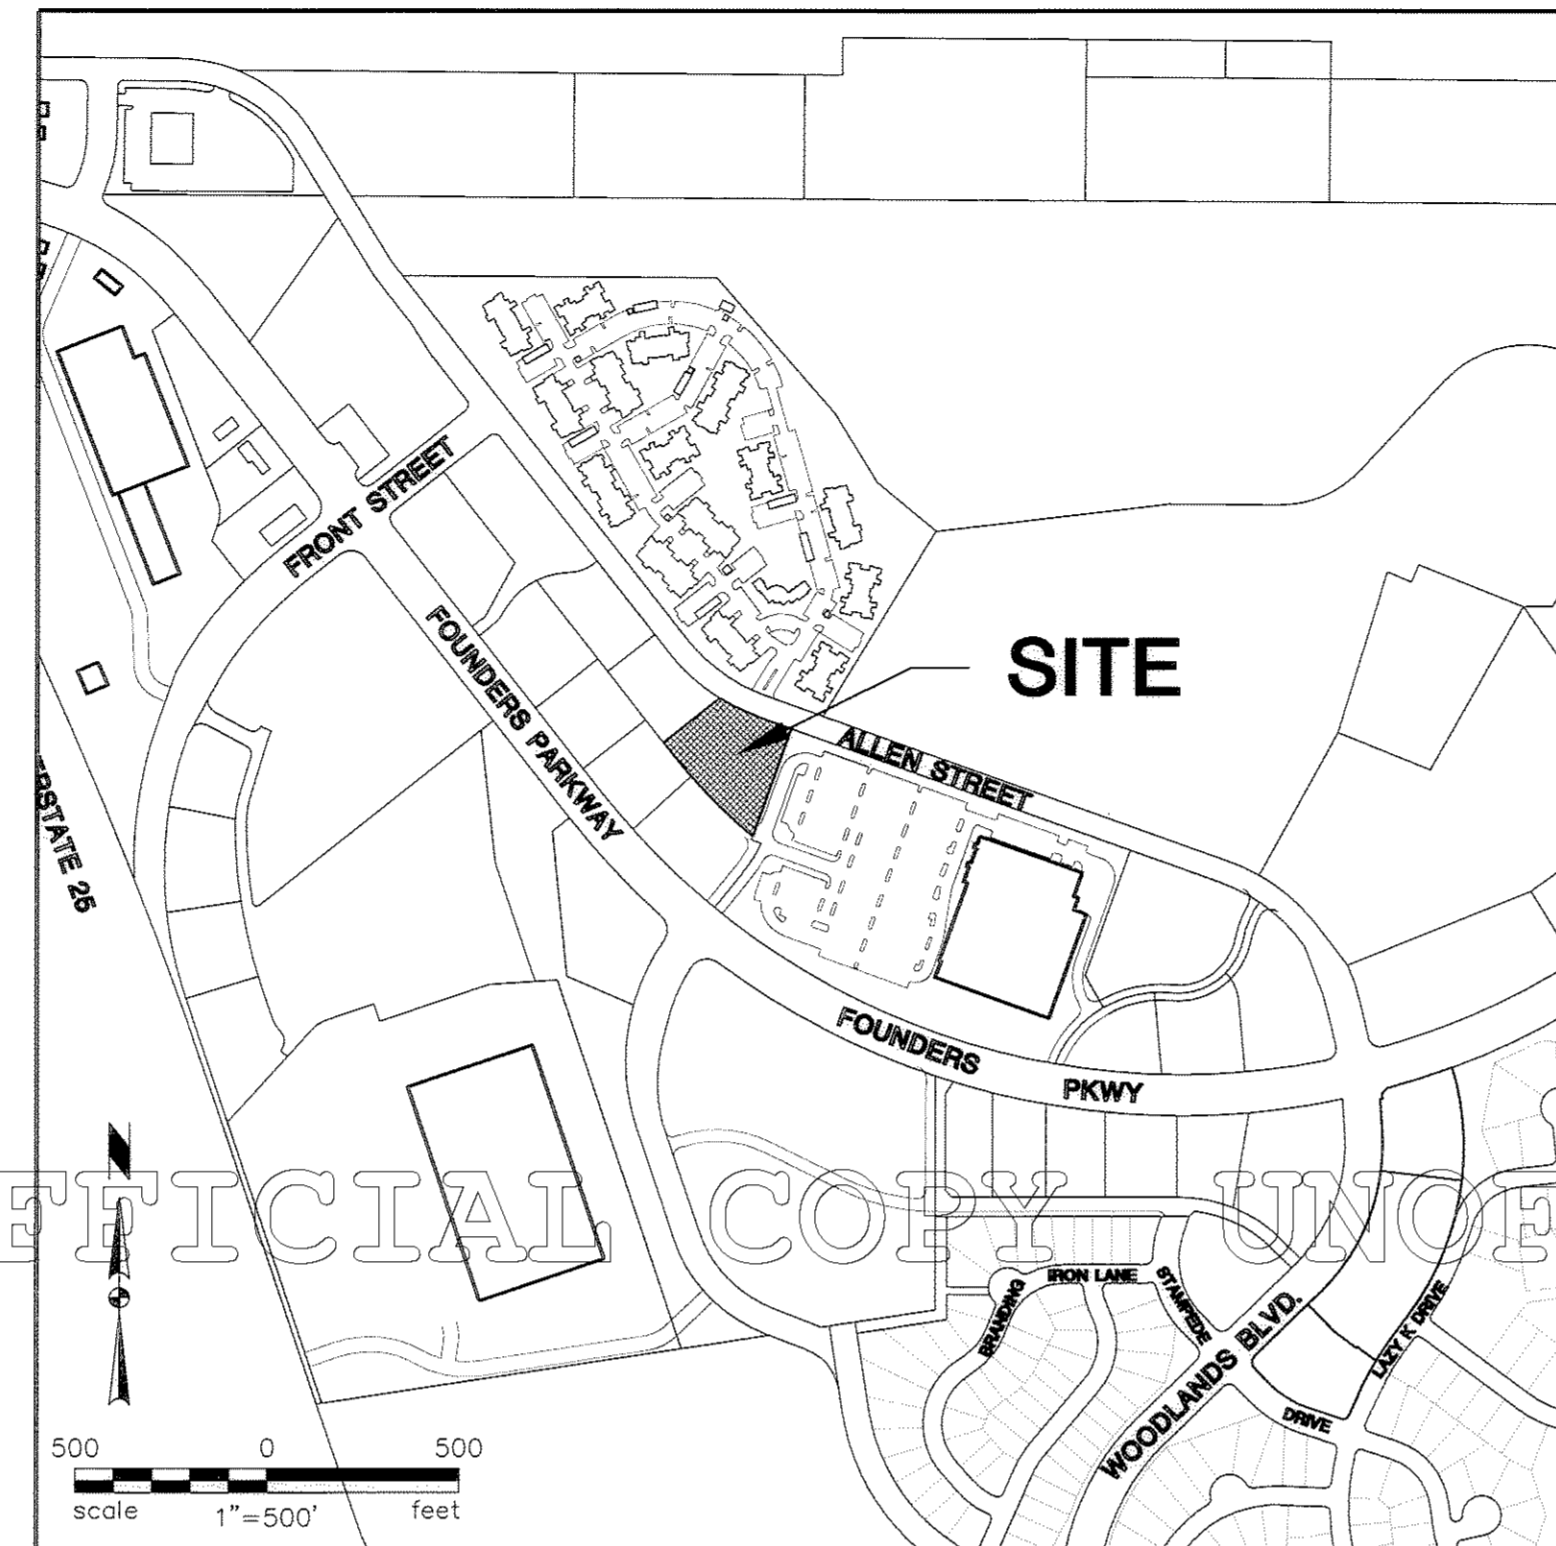 FRONT STREET
FOUNDERS PARKWAY
SITE
ALLEN STREET
ERSTATE 25
FOUNDERS
PKWY
N
FFICIAL COPY UNOF
BRANDING
IRON LANE
STAMPEDE
DRIVE
WOODLANDS BLVD.
LAZY K DRIVE
500 0 500
scale 1"=500' feet